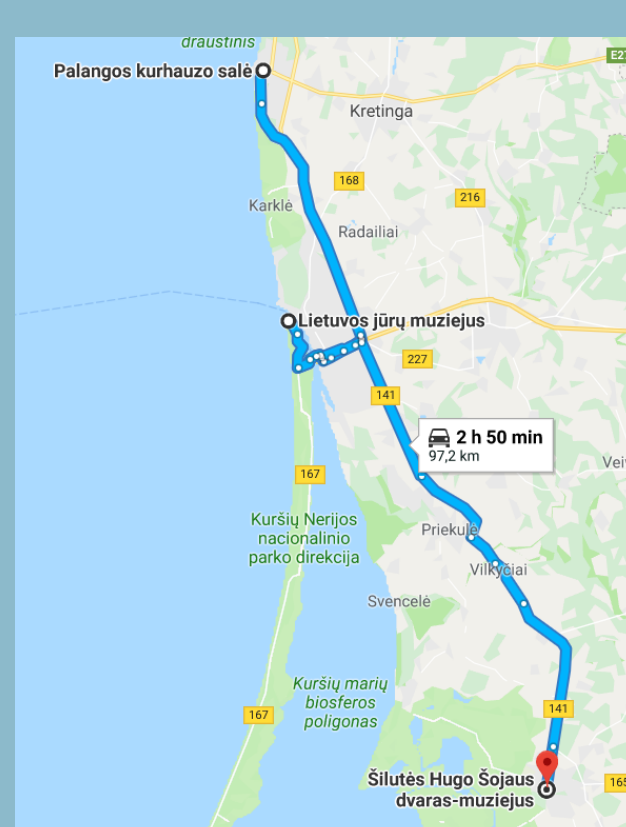 draustinis
E27
Palangos kurhauzo salė
Kretinga
168
216
Karklė
Radailiai
Lietuvos jūrų muziejus
227
141
2 h 50 min
97,2 km
167
Kuršių Nerijos
nacionalinio
parko direkcija
Priekulė
Vilkyčiai
Svencelė
Kuršių marių
biosferos
poligonas
167
141
Šilutės Hugo Šojaus
dvaras-muziejus
165